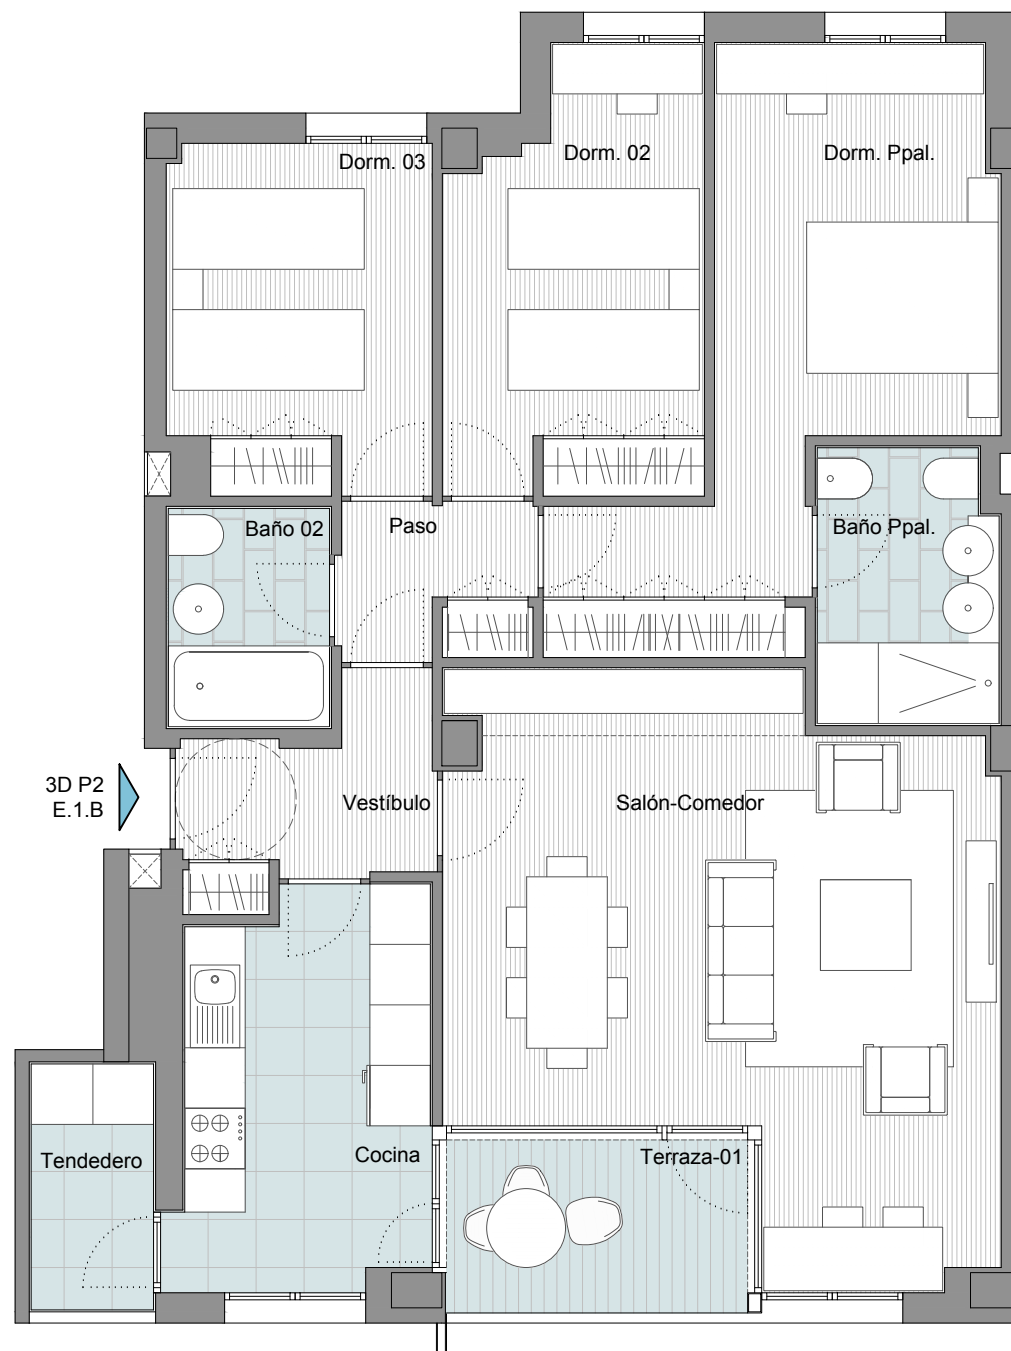 Dorm. 03
Dorm. 02
Dorm. Ppal.
Baño 02
Paso
Baño Ppal.
3D P2
E.1.B
Vestíbulo
Salón-Comedor
Tendedero
Cocina
Terraza-01